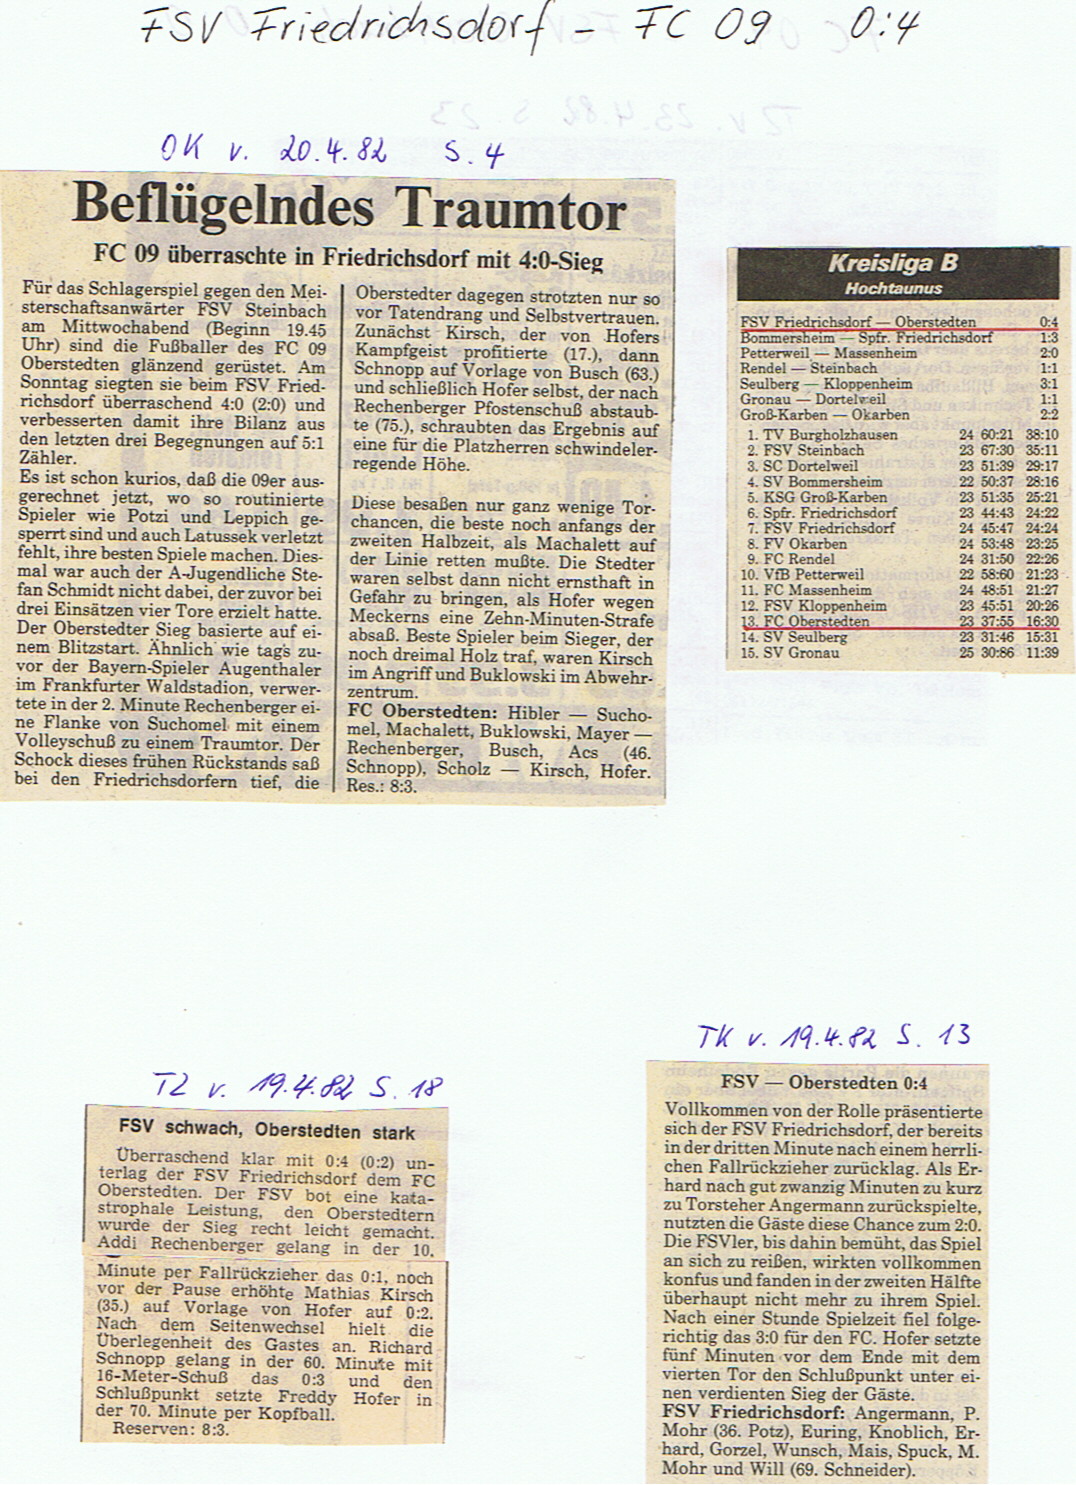 FSV Friedrichsdorf - FC 09 0:4
OK v. 20.4.82 S. 4
Beflügelndes Traumtor
FC 09 überraschte in Friedrichsdorf mit 4:0-Sieg
Für das Schlagerspiel gegen den Mei-
sterschaftsanwärter FSV Steinbach
am Mittwochabend (Beginn 19.45
Uhr) sind die Fußballer des FC 09
Oberstedten glänzend gerüstet. Am
Sonntag siegten sie beim FSV Fried-
richsdorf überraschend 4:0 (2:0) und
verbesserten damit ihre Bilanz aus
den letzten drei Begegnungen auf 5:1
Zähler.
Es ist schon kurios, daß die 09er aus-
gerechnet jetzt, wo so routinierte
Spieler wie Potzi und Leppich ge-
sperrt sind und auch Latussek verletzt
fehlt, ihre besten Spiele machen. Dies-
mal war auch der A-Jugendliche Ste-
fan Schmidt nicht dabei, der zuvor bei
drei Einsätzen vier Tore erzielt hatte.
Der Oberstedter Sieg basierte auf ei-
nem Blitzstart. Ähnlich wie tags zu-
vor der Bayern-Spieler Augenthaler
im Frankfurter Waldstadion, verwer-
tete in der 2. Minute Rechenberger ei-
ne Flanke von Suchomel mit einem
Volleyschuß zu einem Traumtor. Der
Schock dieses frühen Rückstands saß
bei den Friedrichsdorfern tief, die
Oberstedter dagegen strotzten nur so
vor Tatendrang und Selbstvertrauen.
Zunächst Kirsch, der von Hofers
Kampfgeist profitierte (17.), dann
Schnopp auf Vorlage von Busch (63.)
und schließlich Hofer selbst, der nach
Rechenberger Pfostenschuß abstaub-
te (75.), schraubten das Ergebnis auf
eine für die Platzherren schwindeler-
regende Höhe.
Diese besaßen nur ganz wenige Tor-
chancen, die beste noch anfangs der
zweiten Halbzeit, als Machalett auf
der Linie retten mußte. Die Stedter
waren selbst dann nicht ernsthaft in
Gefahr zu bringen, als Hofer wegen
Meckerns eine Zehn-Minuten-Strafe
absaß. Beste Spieler beim Sieger, der
noch dreimal Holz traf, waren Kirsch
im Angriff und Buklowski im Abwehr-
zentrum.
FC Oberstedten: Hibler — Sucho-
mel, Machalett, Buklowski, Mayer —
Rechenberger, Busch, Acs (46.
Schnopp), Scholz — Kirsch, Hofer.
Res.: 8:3.
Kreisliga B
Hochtaunus
FSV Friedrichsdorf — Oberstedten 0:4
Bommersheim — Spfr. Friedrichsdorf 1:3
Petterweil — Massenheim 2:0
Rendel — Steinbach 1:1
Seulberg — Kloppenheim 3:1
Gronau — Dortelweil 1:1
Groß-Karben — Okarben 2:2
1. TV Burgholzhausen 24 60:21 38:10
2. FSV Steinbach 23 67:30 35:11
3. SC Dortelweil 23 51:39 29:17
4. SV Bommersheim 22 50:37 28:16
5. KSG Groß-Karben 23 51:35 25:21
6. Spfr. Friedrichsdorf 23 44:43 24:22
7. FSV Friedrichsdorf 24 45:47 24:24
8. FV Okarben 24 53:48 23:25
9. FC Rendel 24 31:50 22:26
10. VfB Petterweil 22 58:60 21:23
11. FC Massenheim 24 48:51 21:27
12. FSV Kloppenheim 23 45:51 20:26
13. FC Oberstedten 23 37:55 16:30
14. SV Seulberg 23 31:46 15:31
15. SV Gronau 25 30:86 11:39
TZ v. 19.4.82 S. 18
FSV schwach, Oberstedten stark
Überraschend klar mit 0:4 (0:2) un-
terlag der FSV Friedrichsdorf dem FC
Oberstedten. Der FSV bot eine kata-
strophale Leistung, den Oberstedtern
wurde der Sieg recht leicht gemacht.
Addi Rechenberger gelang in der 10.
Minute per Fallrückzieher das 0:1, noch
vor der Pause erhöhte Mathias Kirsch
(35.) auf Vorlage von Hofer auf 0:2.
Nach dem Seitenwechsel hielt die
Überlegenheit des Gastes an. Richard
Schnopp gelang in der 60. Minute mit
16-Meter-Schuß das 0:3 und den
Schlußpunkt setzte Freddy Hofer in
der 70. Minute per Kopfball.
Reserven: 8:3.
TK v. 19.4.82 S. 13
FSV — Oberstedten 0:4
Vollkommen von der Rolle präsentierte
sich der FSV Friedrichsdorf, der bereits
in der dritten Minute nach einem herrli-
chen Fallrückzieher zurücklag. Als Er-
hard nach gut zwanzig Minuten zu kurz
zu Torsteher Angermann zurückspielte,
nutzten die Gäste diese Chance zum 2:0.
Die FSVler, bis dahin bemüht, das Spiel
an sich zu reißen, wirkten vollkommen
konfus und fanden in der zweiten Hälfte
überhaupt nicht mehr zu ihrem Spiel.
Nach einer Stunde Spielzeit fiel folge-
richtig das 3:0 für den FC. Hofer setzte
fünf Minuten vor dem Ende mit dem
vierten Tor den Schlußpunkt unter ei-
nen verdienten Sieg der Gäste.
FSV Friedrichsdorf: Angermann, P.
Mohr (36. Potz), Euring, Knoblich, Er-
hard, Gorzel, Wunsch, Mais, Spuck, M.
Mohr und Will (69. Schneider).